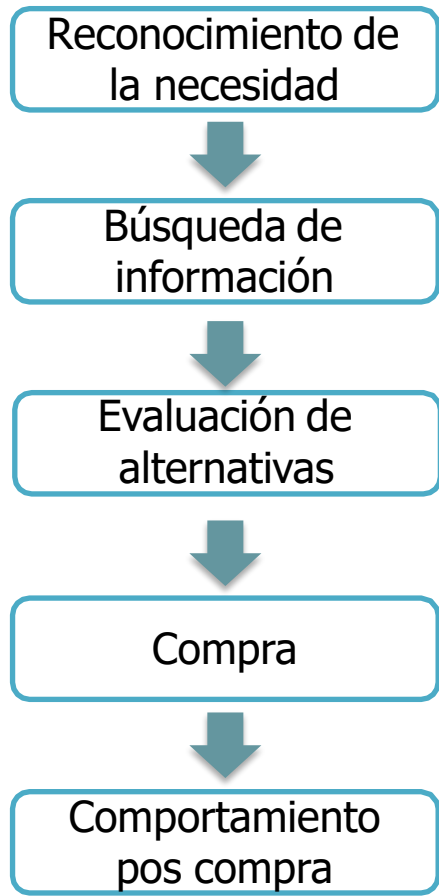 Reconocimiento de
la necesidad
Búsqueda de
información
Evaluación de
alternativas
Compra
Comportamiento
pos compra